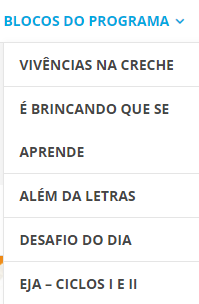 BLOCOS DO PROGRAMA
VIVÊNCIAS NA CRECHE
É BRINCANDO QUE SE
APRENDE
ALÉM DA LETRAS
DESAFIO DO DIA
EJA – CICLOS I E II